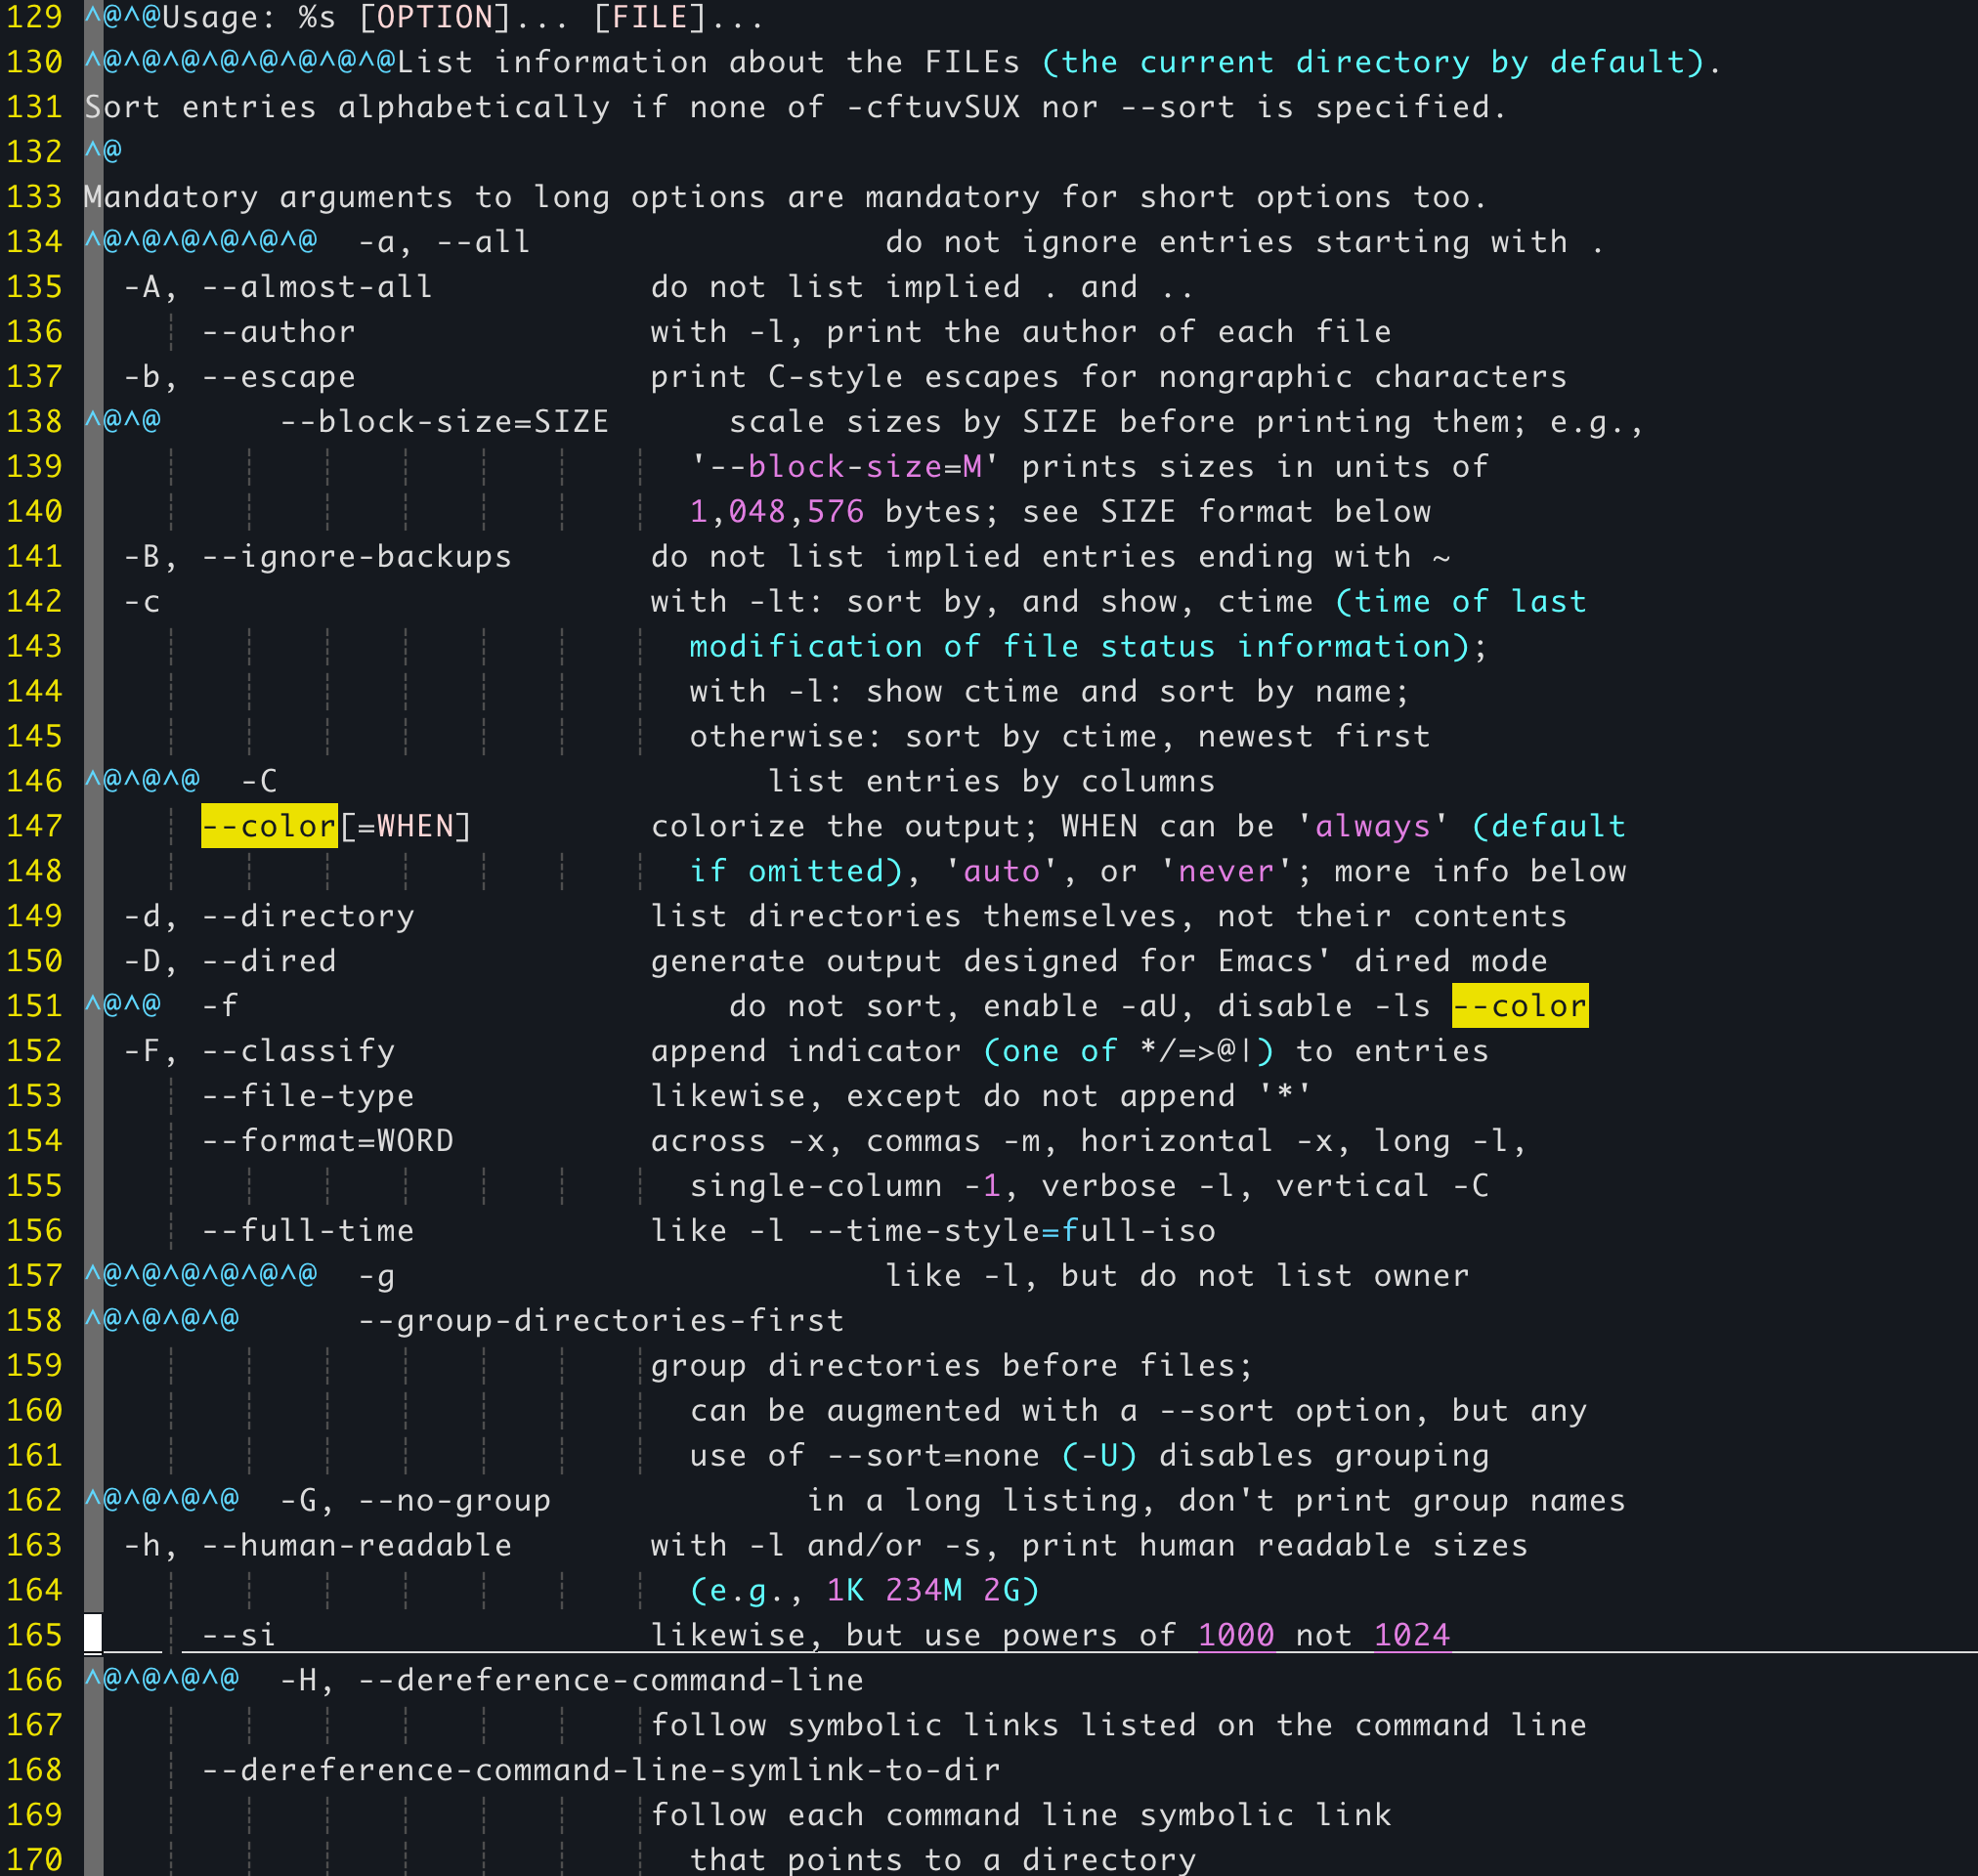 129 ^@^@Usage: %s [OPTION]... [FILE]...
130 ^@^@^@^@^@^@^@^@List information about the FILEs (the current directory by default).
131 Sort entries alphabetically if none of -cftuvSUX nor --sort is specified.
132 ^@
133 Mandatory arguments to long options are mandatory for short options too.
134 ^@^@^@^@^@^@  -a, --all                  do not ignore entries starting with .
135   -A, --almost-all           do not list implied . and ..
136     ¦ --author               with -l, print the author of each file
137   -b, --escape               print C-style escapes for nongraphic characters
138 ^@^@      --block-size=SIZE      scale sizes by SIZE before printing them; e.g.,
139     ¦   ¦   ¦   ¦   ¦   ¦   ¦  '--block-size=M' prints sizes in units of
140     ¦   ¦   ¦   ¦   ¦   ¦   ¦  1,048,576 bytes; see SIZE format below
141   -B, --ignore-backups       do not list implied entries ending with ~
142   -c                         with -lt: sort by, and show, ctime (time of last
143     ¦   ¦   ¦   ¦   ¦   ¦   ¦  modification of file status information);
144     ¦   ¦   ¦   ¦   ¦   ¦   ¦  with -l: show ctime and sort by name;
145     ¦   ¦   ¦   ¦   ¦   ¦   ¦  otherwise: sort by ctime, newest first
146 ^@^@^@  -C                         list entries by columns
147     ¦ --color[=WHEN]         colorize the output; WHEN can be 'always' (default
148     ¦   ¦   ¦   ¦   ¦   ¦   ¦  if omitted), 'auto', or 'never'; more info below
149   -d, --directory            list directories themselves, not their contents
150   -D, --dired                generate output designed for Emacs' dired mode
151 ^@^@  -f                         do not sort, enable -aU, disable -ls --color
152   -F, --classify             append indicator (one of */=>@|) to entries
153     ¦ --file-type            likewise, except do not append '*'
154     ¦ --format=WORD          across -x, commas -m, horizontal -x, long -l,
155     ¦   ¦   ¦   ¦   ¦   ¦   ¦  single-column -1, verbose -l, vertical -C
156     ¦ --full-time            like -l --time-style=full-iso
157 ^@^@^@^@^@^@  -g                         like -l, but do not list owner
158 ^@^@^@^@      --group-directories-first
159     ¦   ¦   ¦   ¦   ¦   ¦   ¦group directories before files;
160     ¦   ¦   ¦   ¦   ¦   ¦   ¦  can be augmented with a --sort option, but any
161     ¦   ¦   ¦   ¦   ¦   ¦   ¦  use of --sort=none (-U) disables grouping
162 ^@^@^@^@  -G, --no-group             in a long listing, don't print group names
163   -h, --human-readable       with -l and/or -s, print human readable sizes
164     ¦   ¦   ¦   ¦   ¦   ¦   ¦  (e.g., 1K 234M 2G)
165     ¦ --si                   likewise, but use powers of 1000 not 1024
166 ^@^@^@^@  -H, --dereference-command-line
167     ¦   ¦   ¦   ¦   ¦   ¦   ¦follow symbolic links listed on the command line
168     ¦ --dereference-command-line-symlink-to-dir
169     ¦   ¦   ¦   ¦   ¦   ¦   ¦follow each command line symbolic link
170     ¦   ¦   ¦   ¦   ¦   ¦   ¦  that points to a directory